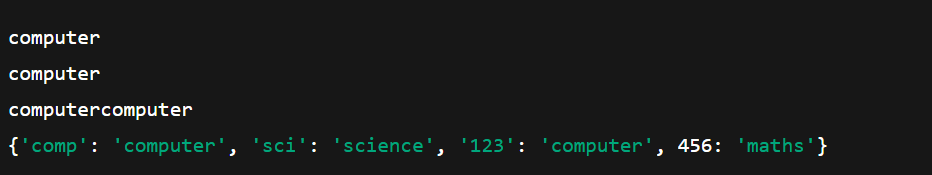 computer
computer
computercomputer
{'comp': 'computer', 'sci': 'science', '123': 'computer', 456: 'maths'}